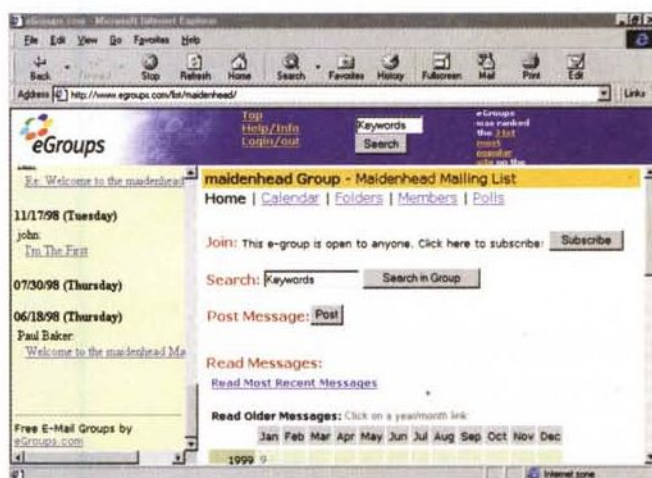 eGroups.com - Microsoft Internet Explorer
File Edit View Go Favorites Help
Back Forward Stop Refresh Home Search Favorites History Fullscreen Mail Print Edit
Address http://www.egroups.com/list/maidenhead/ Links
eGroups
Top
Help/Info
Login/out
Keywords
Search
eGroups
was ranked
the 21st
most
popular
site on the
Re: Welcome to the maidenhead
11/17/98 (Tuesday)
john:
I'm The First
07/30/98 (Thursday)
06/18/98 (Thursday)
Paul Baker:
Welcome to the maidenhead Ma
Free E-Mail Groups by
eGroups.com
maidenhead Group - Maidenhead Mailing List
Home | Calendar | Folders | Members | Polls
Join: This e-group is open to anyone. Click here to subscribe: Subscribe
Search: Keywords Search in Group
Post Message: Post
Read Messages:
Read Most Recent Messages
Read Older Messages: Click on a year/month link
Jan Feb Mar Apr May Jun Jul Aug Sep Oct Nov Dec
1999 9
Internet zone